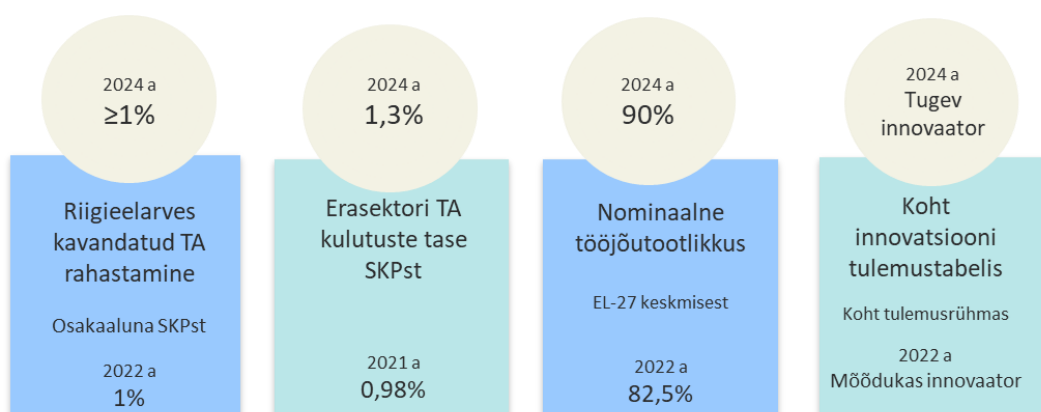 2024 a
≥1%
Riigieelarves
kavandatud TA
rahastamine
Osakaaluna SKPst
2022 a
1%
2024 a
1,3%
Erasektori TA
kulutuste tase
SKPst
2021 a
0,98%
2024 a
90%
Nominaalne
tööjõutootlikkus
EL-27 keskmisest
2022 a
82,5%
2024 a
Tugev
innovaator
Koht
innovatsiooni
tulemustabelis
Koht tulemusrühmas
2022 a
Mõõdukas innovaator